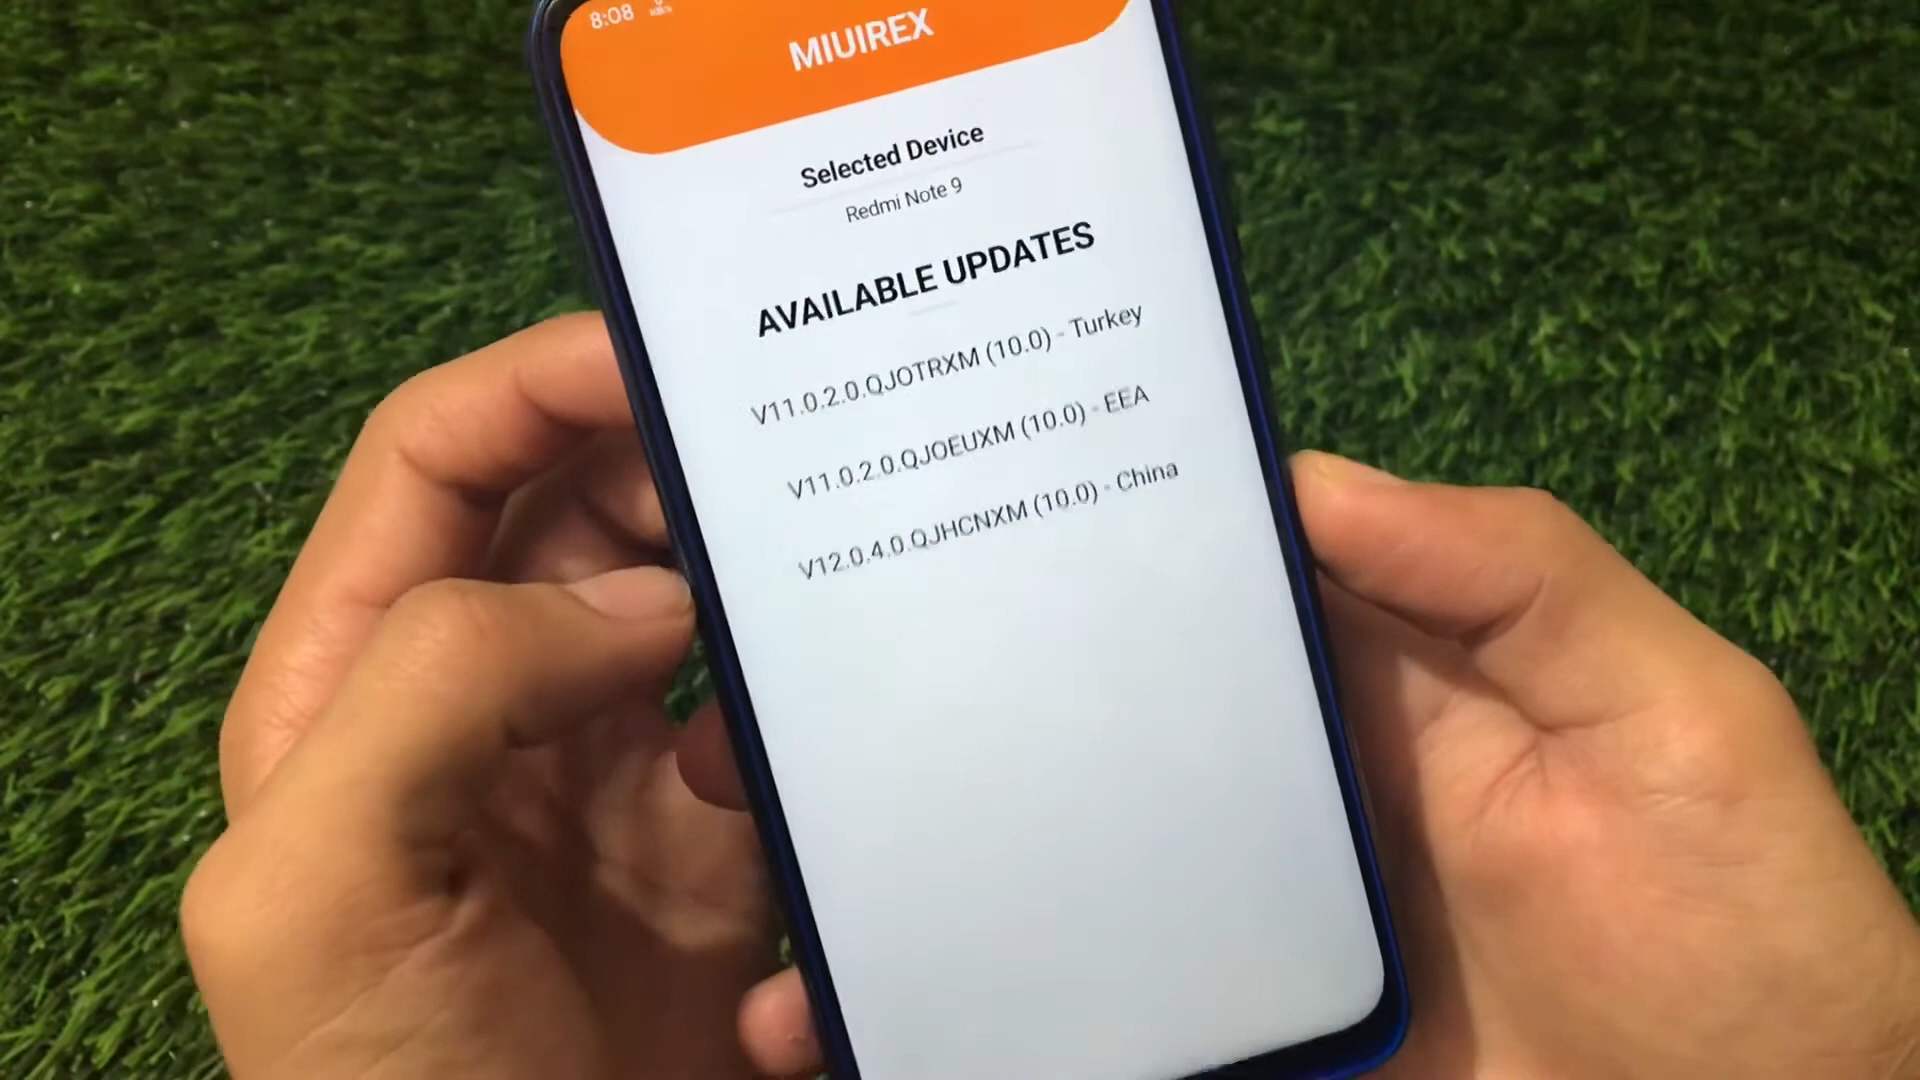 8:08
MIUIREX
Selected Device
Redmi Note 9
AVAILABLE UPDATES
V11.0.2.0.QJOTRXM (10.0) - Turkey
V11.0.2.0.QJOEUXM (10.0) - EEA
V12.0.4.0.QJHCNXM (10.0) - China